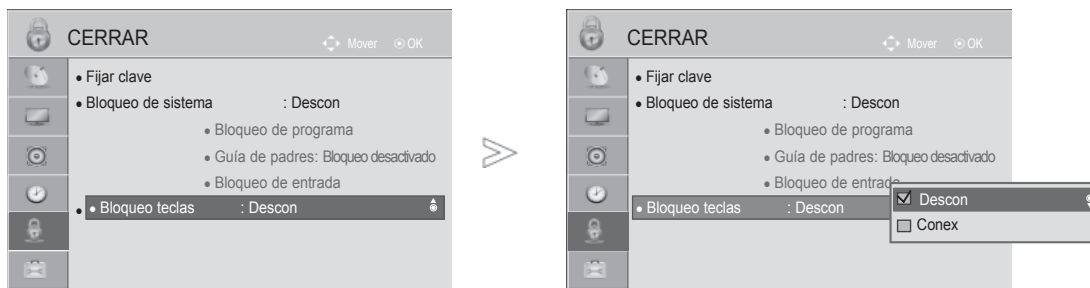 CERRAR
Mover OK
• Fijar clave
• Bloqueo de sistema : Descon
• Bloqueo de programa
• Guía de padres: Bloqueo desactivado
• Bloqueo de entrada
• • Bloqueo teclas : Descon
CERRAR
Mover OK
• Fijar clave
• Bloqueo de sistema : Descon
• Bloqueo de programa
• Guía de padres: Bloqueo desactivado
• Bloqueo de entrada
• Bloqueo teclas : Descon
Descon
Conex